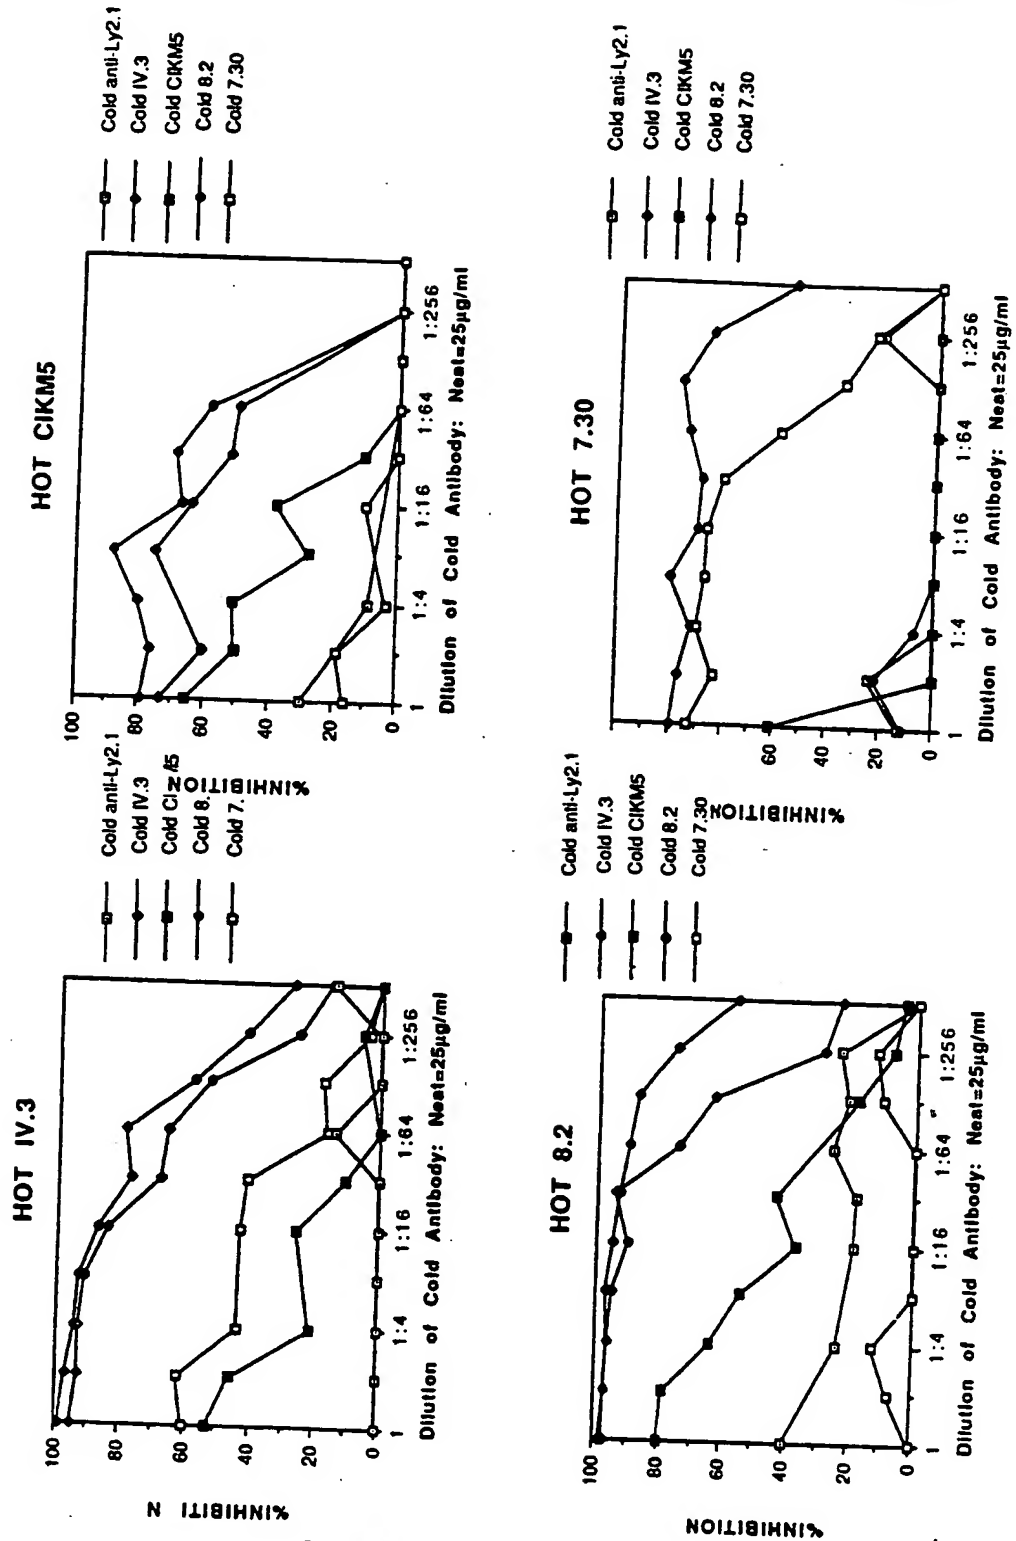 HOT IV.3
%INHIBITI N
100
80
60
40
20
0
1
1:4
1:16
1:64
1:256
Dilution of Cold Antibody: Neat=25µg/ml
Cold anti-Ly2.1
Cold IV.3
Cold CI /I5
Cold 8.
Cold 7.
HOT CIKM5
%INHIBITION
100
80
60
40
20
0
1
1:4
1:16
1:64
1:256
Dilution of Cold Antibody: Neat=25µg/ml
Cold anti-Ly2.1
Cold IV.3
Cold CIKM5
Cold 8.2
Cold 7.30
HOT 8.2
%INHIBITION
100
80
60
40
20
0
1
1:4
1:16
1:64
1:256
Dilution of Cold Antibody: Neat=25µg/ml
Cold anti-Ly2.1
Cold IV.3
Cold CIKM5
Cold 8.2
Cold 7.30
HOT 7.30
%INHIBITION
60
40
20
0
1
1:4
1:16
1:64
1:256
Dilution of Cold Antibody: Neat=25µg/ml
Cold anti-Ly2.1
Cold IV.3
Cold CIKM5
Cold 8.2
Cold 7.30